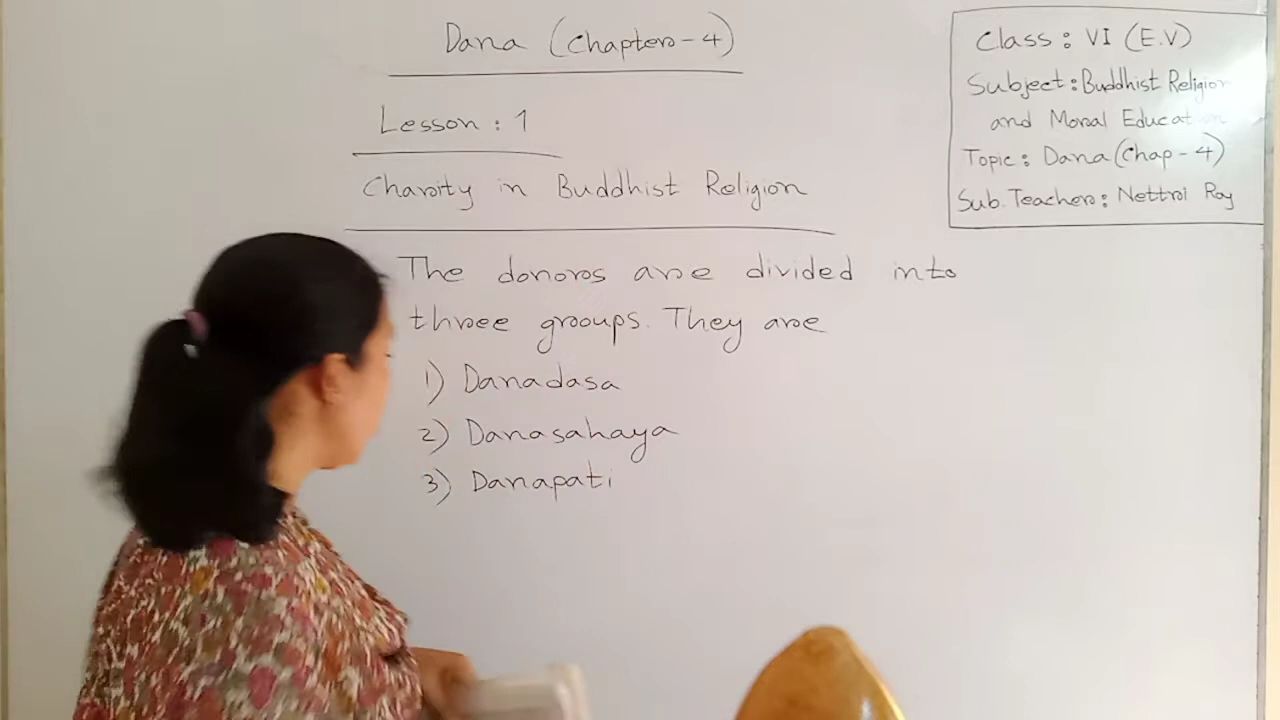 Dana (Chapter-4)
Lesson: 1
Charity in Buddhist Religion
The donors are divided into
three groups. They are
1) Danadasa
2) Danasahaya
3) Danapati
Class: VI (E.V)
Subject: Buddhist Religion
and Moral Education
Topic: Dana (Chap-4)
Sub. Teacher: Nettroi Roy